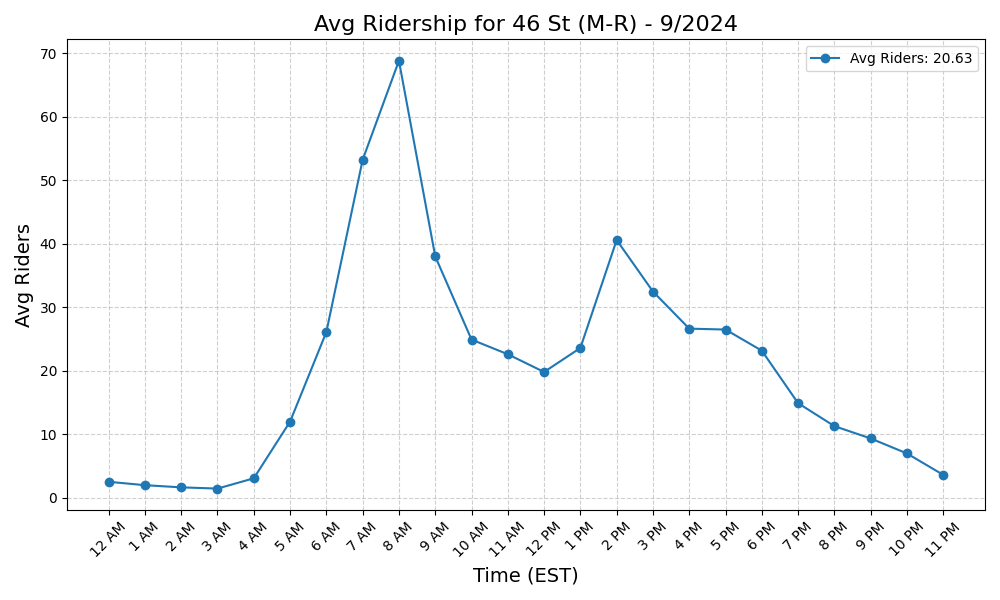 Avg Ridership for 46 St (M-R) - 9/2024
Avg Riders: 20.63
Avg Riders
70
60
50
40
30
20
10
0
12 AM 1 AM 2 AM 3 AM 4 AM 5 AM 6 AM 7 AM 8 AM 9 AM 10 AM 11 AM 12 PM 1 PM 2 PM 3 PM 4 PM 5 PM 6 PM 7 PM 8 PM 9 PM 10 PM 11 PM
Time (EST)